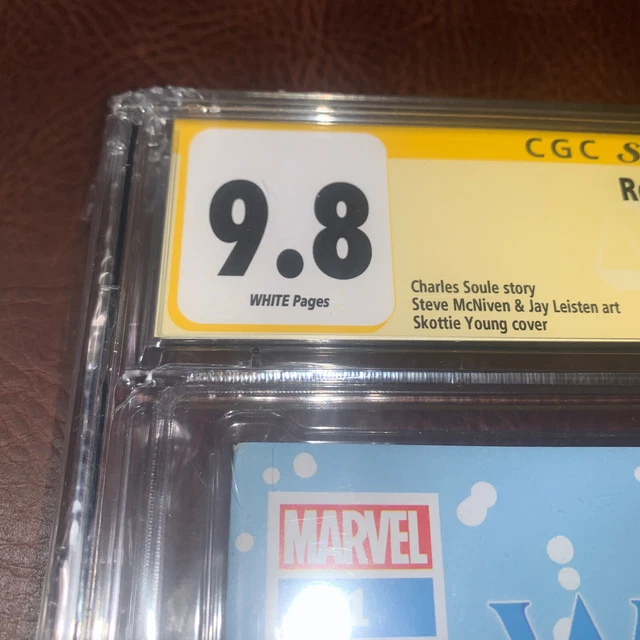 CGC
9.8
WHITE Pages
Charles Soule story
Steve McNiven & Jay Leisten art
Skottie Young cover
MARVEL